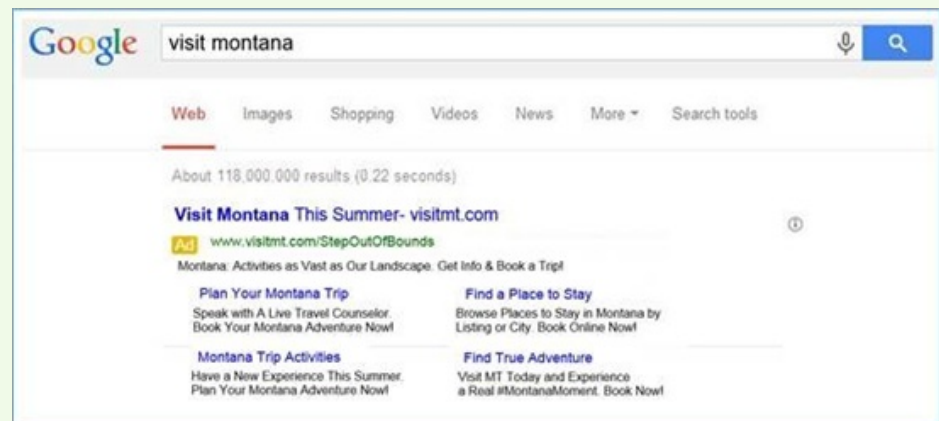 Google visit montana
Web Images Shopping Videos News More Search tools
About 118,000,000 results (0.22 seconds)
Visit Montana This Summer- visitmt.com
Ad www.visitmt.com/StepOutOfBounds
Montana: Activities as Vast as Our Landscape. Get Info & Book a Trip!
Plan Your Montana Trip
Speak with A Live Travel Counselor.
Book Your Montana Adventure Now!
Find a Place to Stay
Browse Places to Stay in Montana by
Listing or City. Book Online Now!
Montana Trip Activities
Have a New Experience This Summer.
Plan Your Montana Adventure Now!
Find True Adventure
Visit MT Today and Experience
a Real #MontanaMoment. Book Now!